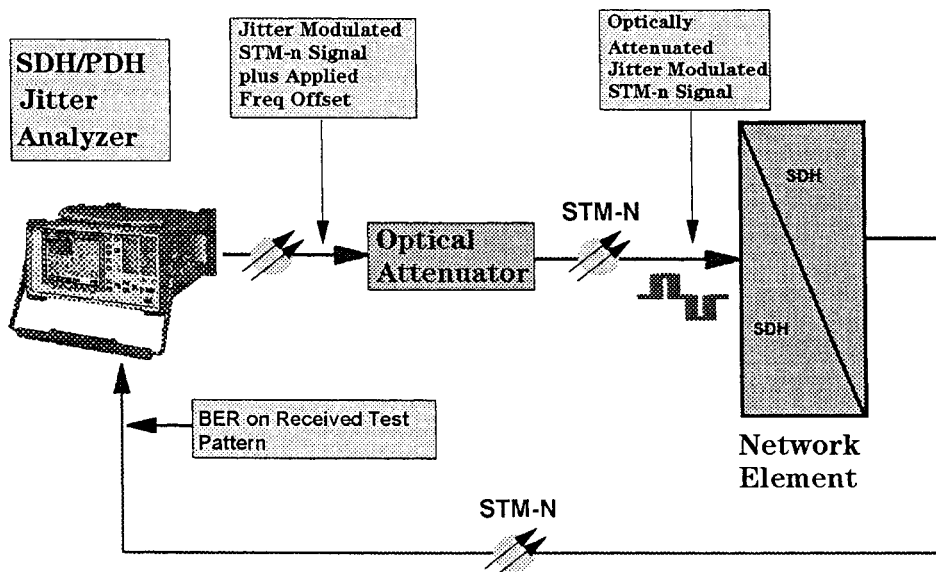 SDH/PDH
Jitter
Analyzer
Jitter Modulated
STM-n Signal
plus Applied
Freq Offset
Optically
Attenuated
Jitter Modulated
STM-n Signal
STM-N
Optical
Attenuator
SDH
SDH
BER on Received Test
Pattern
Network
Element
STM-N